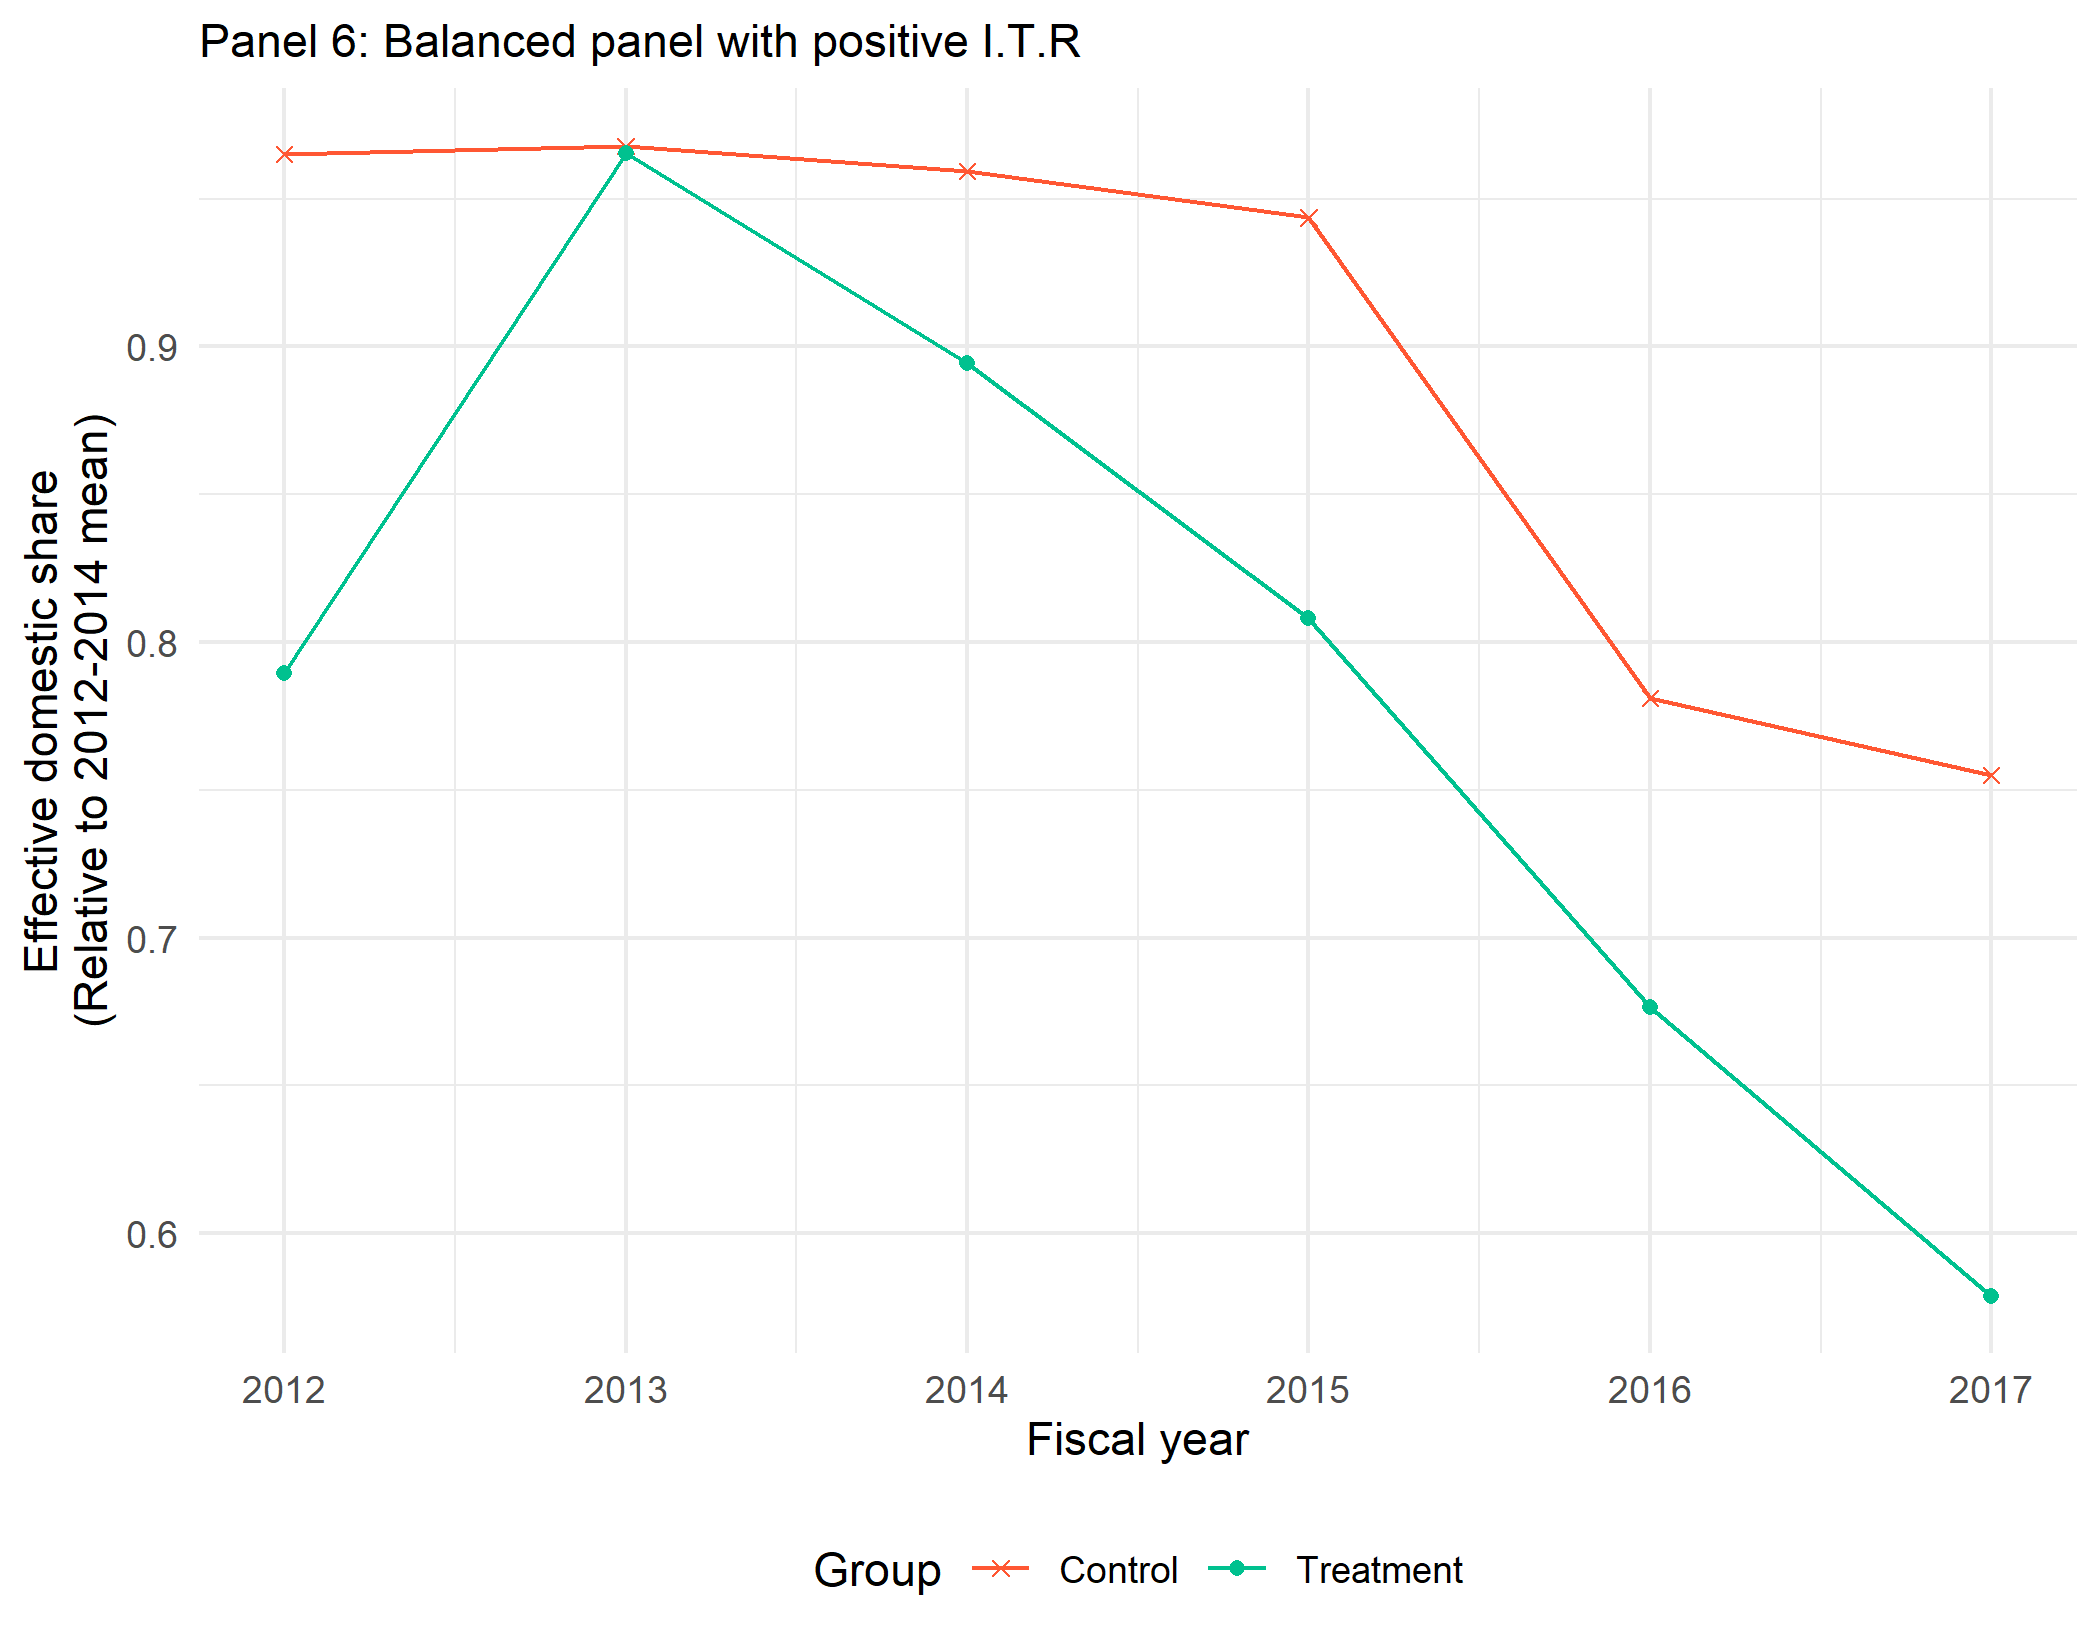 Panel 6: Balanced panel with positive I.T.R
Effective domestic share
(Relative to 2012-2014 mean)
0.9
0.8
0.7
0.6
2012 2013 2014 2015 2016 2017
Fiscal year
Group Control Treatment